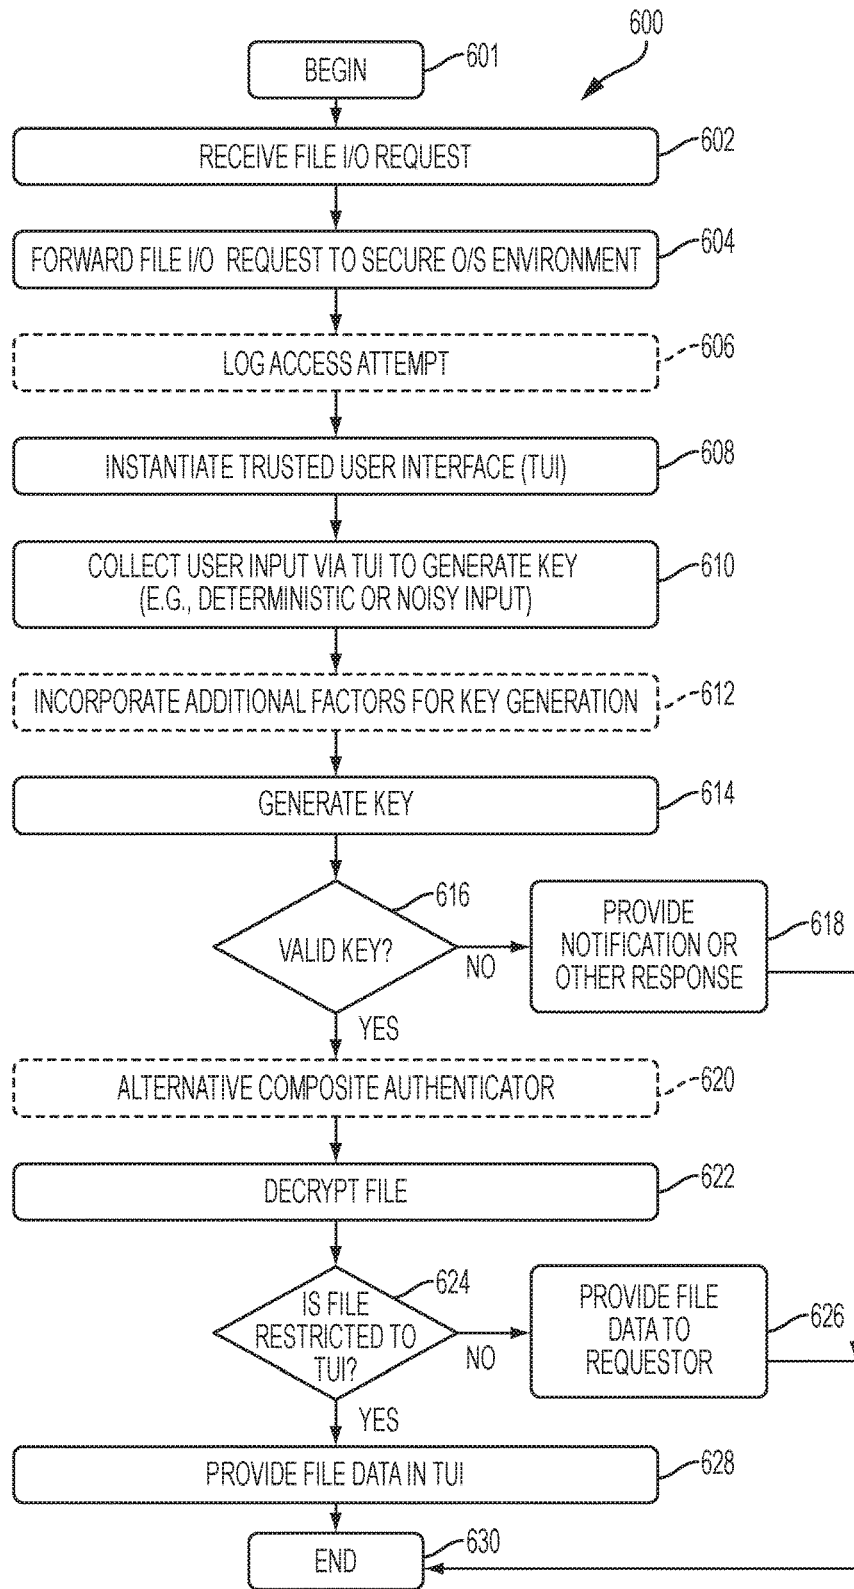 600
BEGIN
601
RECEIVE FILE I/O REQUEST
602
FORWARD FILE I/O REQUEST TO SECURE O/S ENVIRONMENT
604
LOG ACCESS ATTEMPT
606
INSTANTIATE TRUSTED USER INTERFACE (TUI)
608
COLLECT USER INPUT VIA TUI TO GENERATE KEY
(E.G., DETERMINISTIC OR NOISY INPUT)
610
INCORPORATE ADDITIONAL FACTORS FOR KEY GENERATION
612
GENERATE KEY
614
VALID KEY?
616
NO
PROVIDE
NOTIFICATION OR
OTHER RESPONSE
618
YES
ALTERNATIVE COMPOSITE AUTHENTICATOR
620
DECRYPT FILE
622
IS FILE
RESTRICTED TO
TUI?
624
NO
PROVIDE FILE
DATA TO
REQUESTOR
626
YES
PROVIDE FILE DATA IN TUI
628
END
630